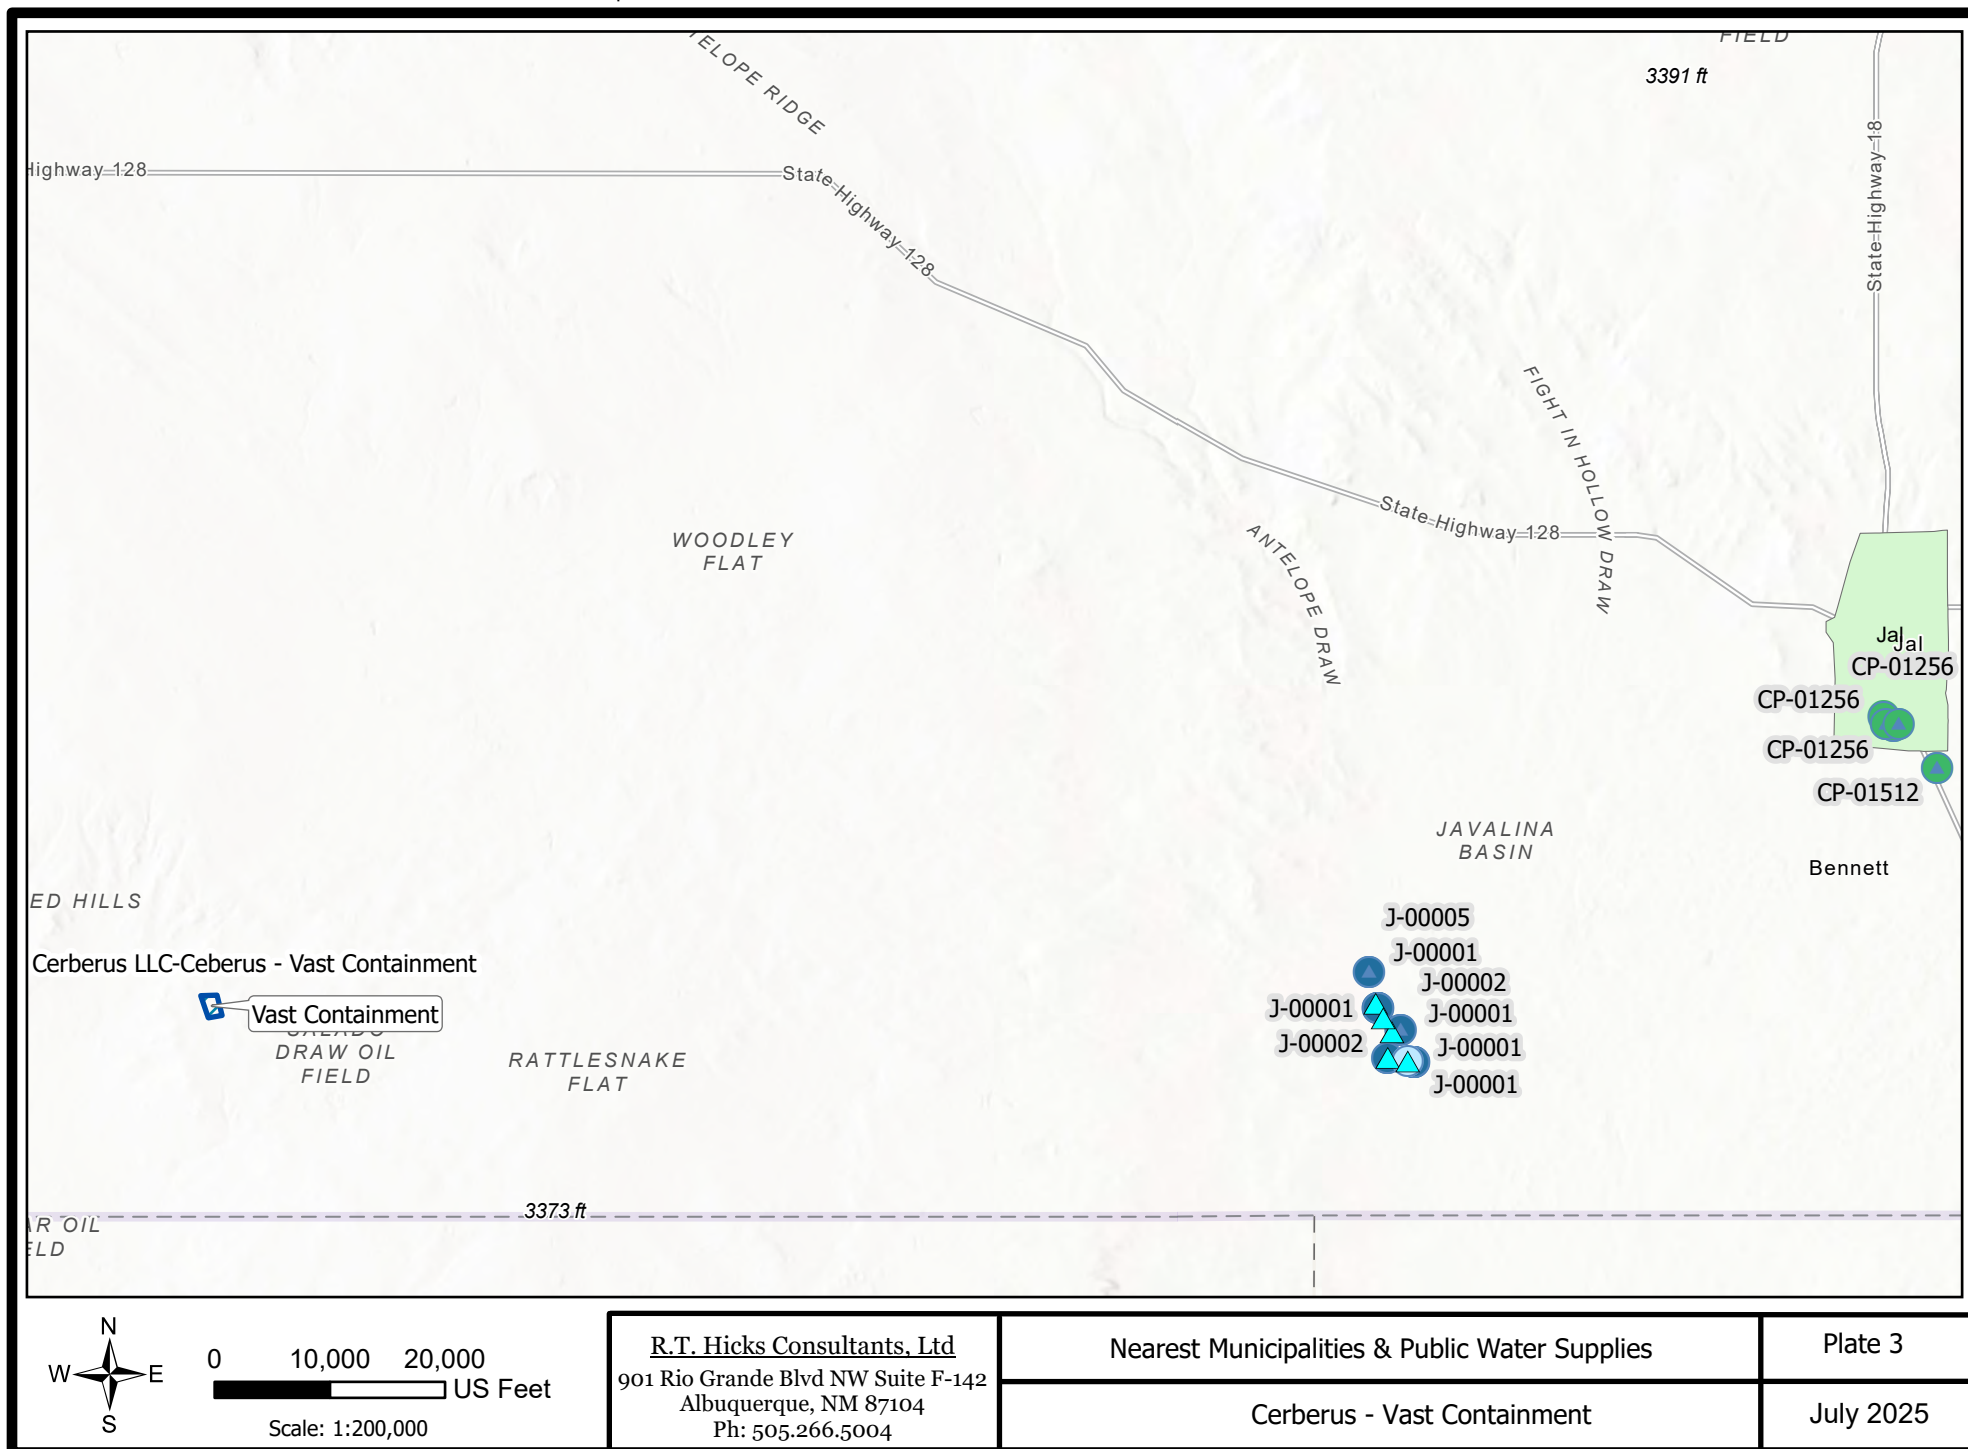 FIELD
3391 ft
TELOPE RIDGE
Highway 128
State Highway 128
State Highway 18
FIGHT IN HOLLOW DRAW
State Highway 128
ANTELOPE DRAW
WOODLEY
FLAT
Jal
Jal
CP-01256
CP-01256
CP-01256
CP-01512
JAVALINA
BASIN
Bennett
ED HILLS
J-00005
J-00001
J-00002
J-00001
J-00001
J-00002
J-00001
J-00001
Cerberus LLC-Ceberus - Vast Containment
Vast Containment
SALADO
DRAW OIL
FIELD
RATTLESNAKE
FLAT
3373 ft
AR OIL
ELD
N
W E
S
0 10,000 20,000
US Feet
Scale: 1:200,000
R.T. Hicks Consultants, Ltd
901 Rio Grande Blvd NW Suite F-142
Albuquerque, NM 87104
Ph: 505.266.5004
Nearest Municipalities & Public Water Supplies
Cerberus - Vast Containment
Plate 3
July 2025